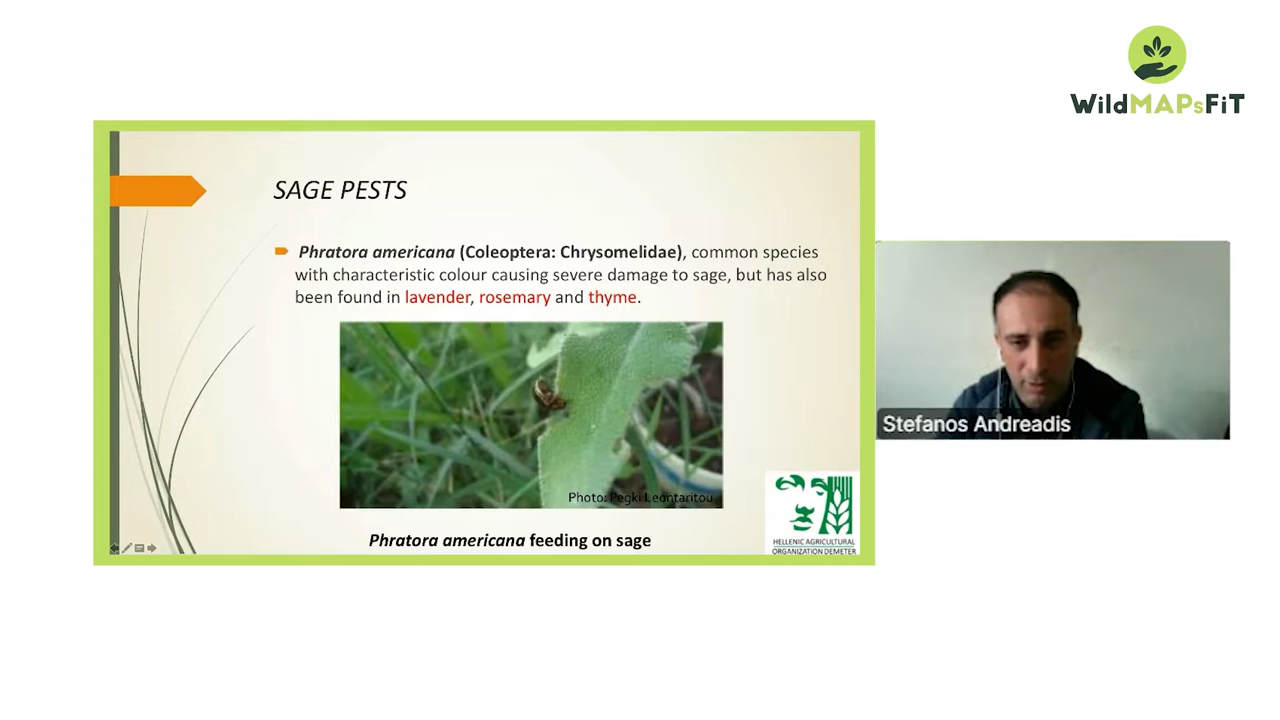 WildMAPsFiT
SAGE PESTS
Phratora americana (Coleoptera: Chrysomelidae), common species
with characteristic colour causing severe damage to sage, but has also
been found in lavender, rosemary and thyme.
Photo: Pegki Leontaritou
Phratora americana feeding on sage
HELLENIC AGRICULTURAL
ORGANIZATION DEMETER
Stefanos Andreadis